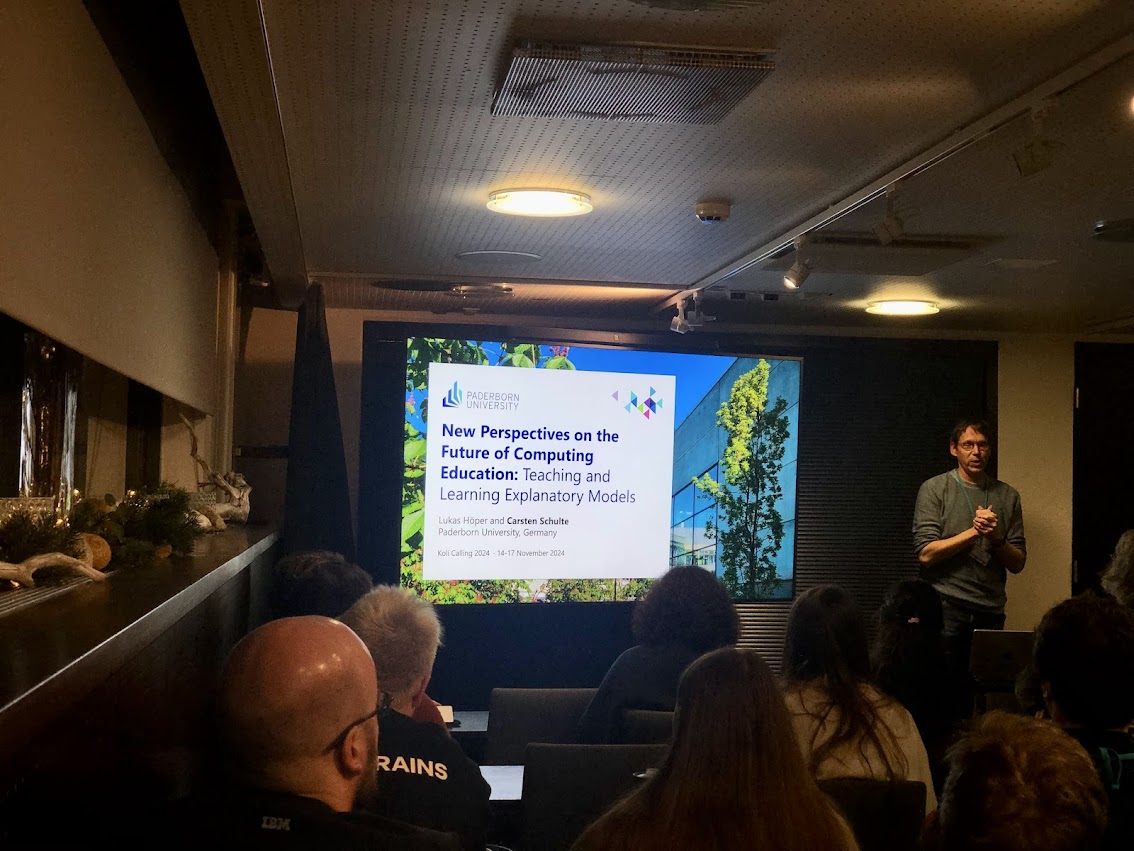 PADERBORN
UNIVERSITY
New Perspectives on the
Future of Computing
Education: Teaching and
Learning Explanatory Models
Lukas Höper and Carsten Schulte
Paderborn University, Germany
Koli Calling 2024 - 14-17 November 2024
RAINS
IBM